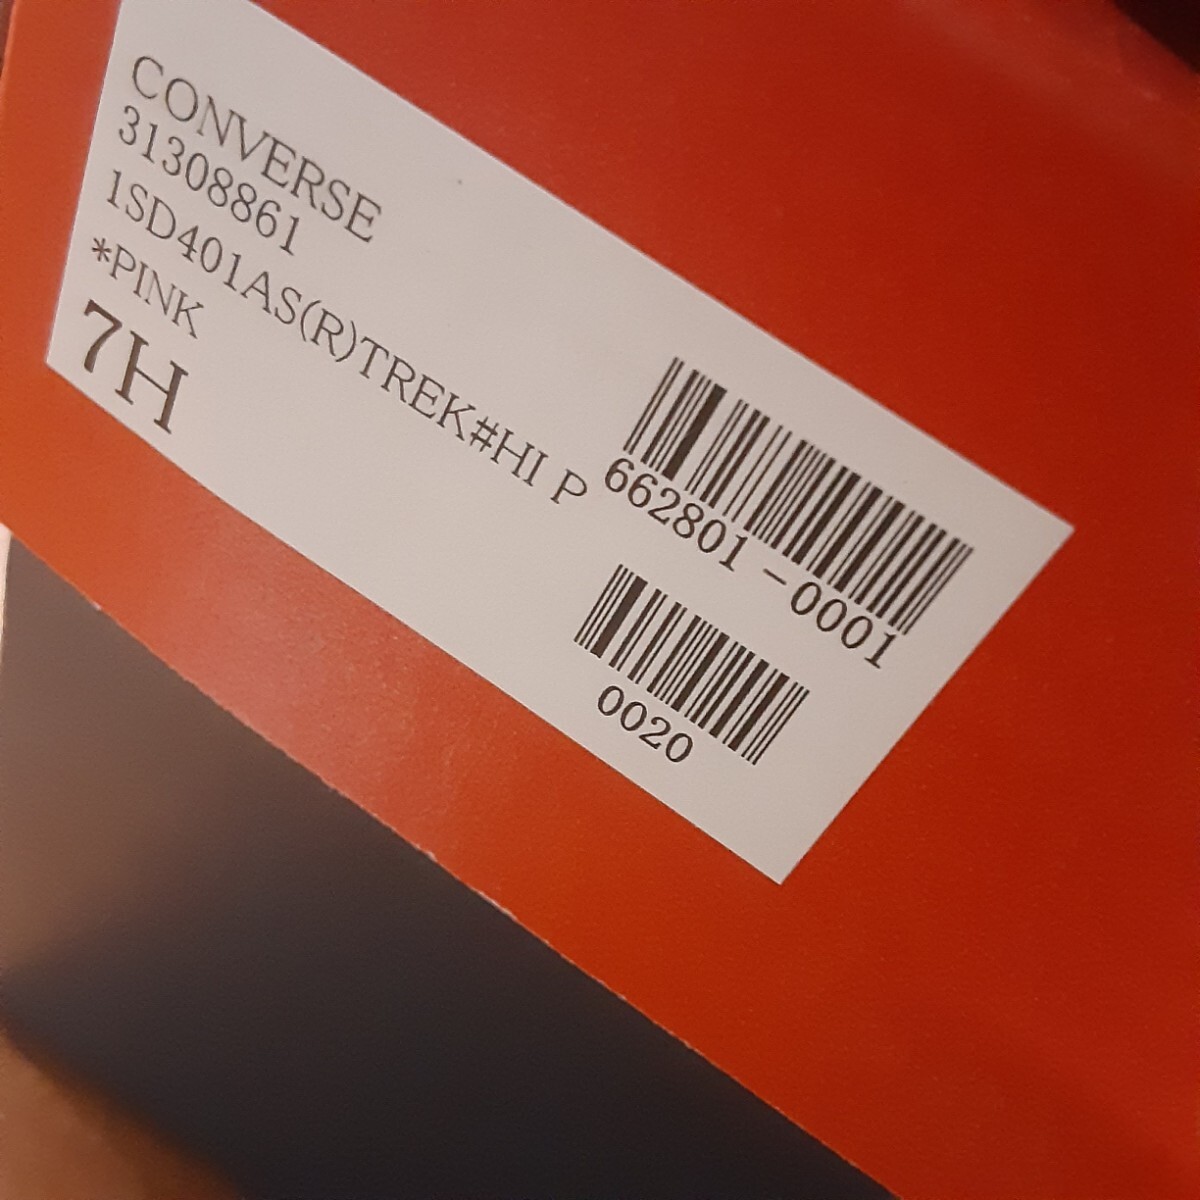 CONVERSE
31308861
1SD401AS(R)TREK#HI P
*PINK
7H
662801-0001
0020